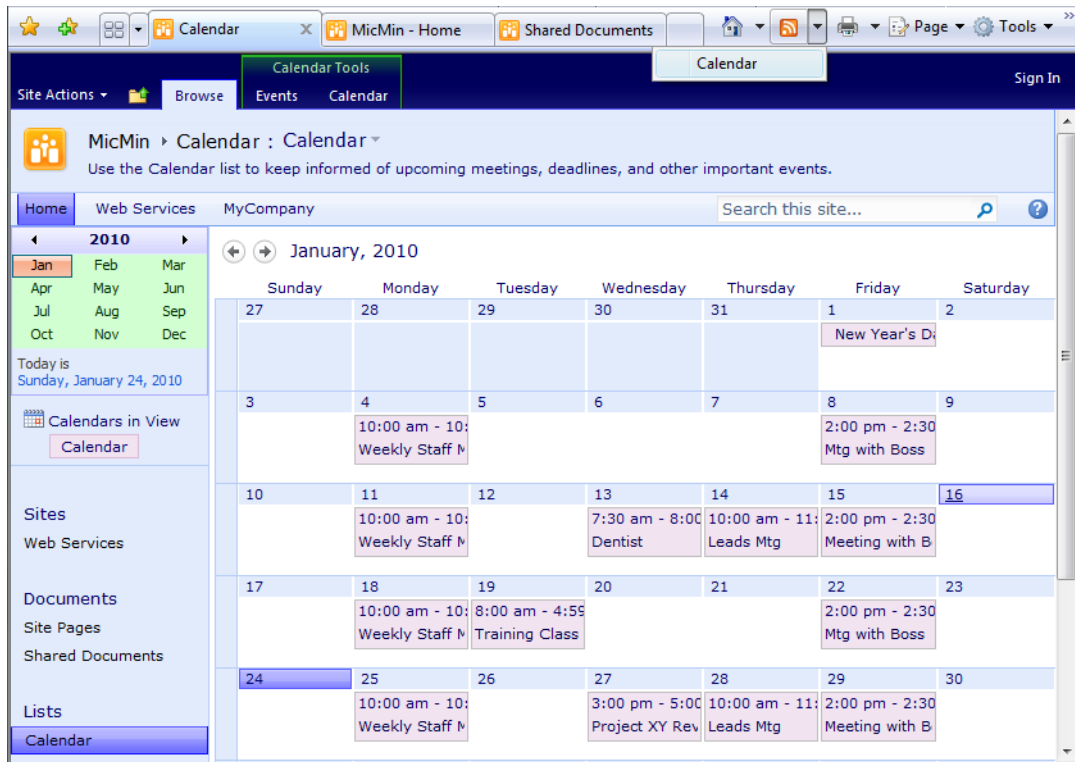 Calendar X MicMin - Home Shared Documents Page Tools »
Calendar
Calendar Tools
Sign In
Site Actions Browse Events Calendar
MicMin Calendar : Calendar
Use the Calendar list to keep informed of upcoming meetings, deadlines, and other important events.
Home Web Services MyCompany Search this site... ?
2010
Jan Feb Mar
Apr May Jun
Jul Aug Sep
Oct Nov Dec
Today is
Sunday, January 24, 2010
Calendars in View
Calendar
Sites
Web Services
Documents
Site Pages
Shared Documents
Lists
Calendar
January, 2010
Sunday Monday Tuesday Wednesday Thursday Friday Saturday
27 28 29 30 31 1 2
New Year's Da
3 4 5 6 7 8 9
10:00 am - 10: 2:00 pm - 2:30
Weekly Staff M Mtg with Boss
10 11 12 13 14 15 16
10:00 am - 10: 7:30 am - 8:00 10:00 am - 11: 2:00 pm - 2:30
Weekly Staff M Dentist Leads Mtg Meeting with B
17 18 19 20 21 22 23
10:00 am - 10: 8:00 am - 4:59 2:00 pm - 2:30
Weekly Staff M Training Class Mtg with Boss
24 25 26 27 28 29 30
10:00 am - 10: 3:00 pm - 5:00 10:00 am - 11: 2:00 pm - 2:30
Weekly Staff M Project XY Rev Leads Mtg Meeting with B